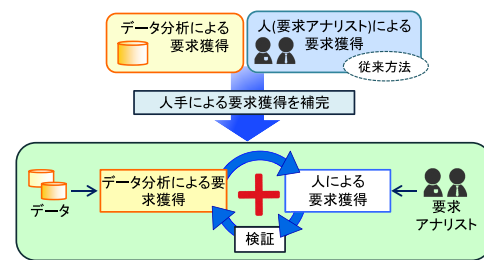 データ分析による
要求獲得
人(要求アナリスト)による
要求獲得
従来方法
人手による要求獲得を補完
データ
データ分析による要
求獲得
人による
要求獲得
検証
要求
アナリスト